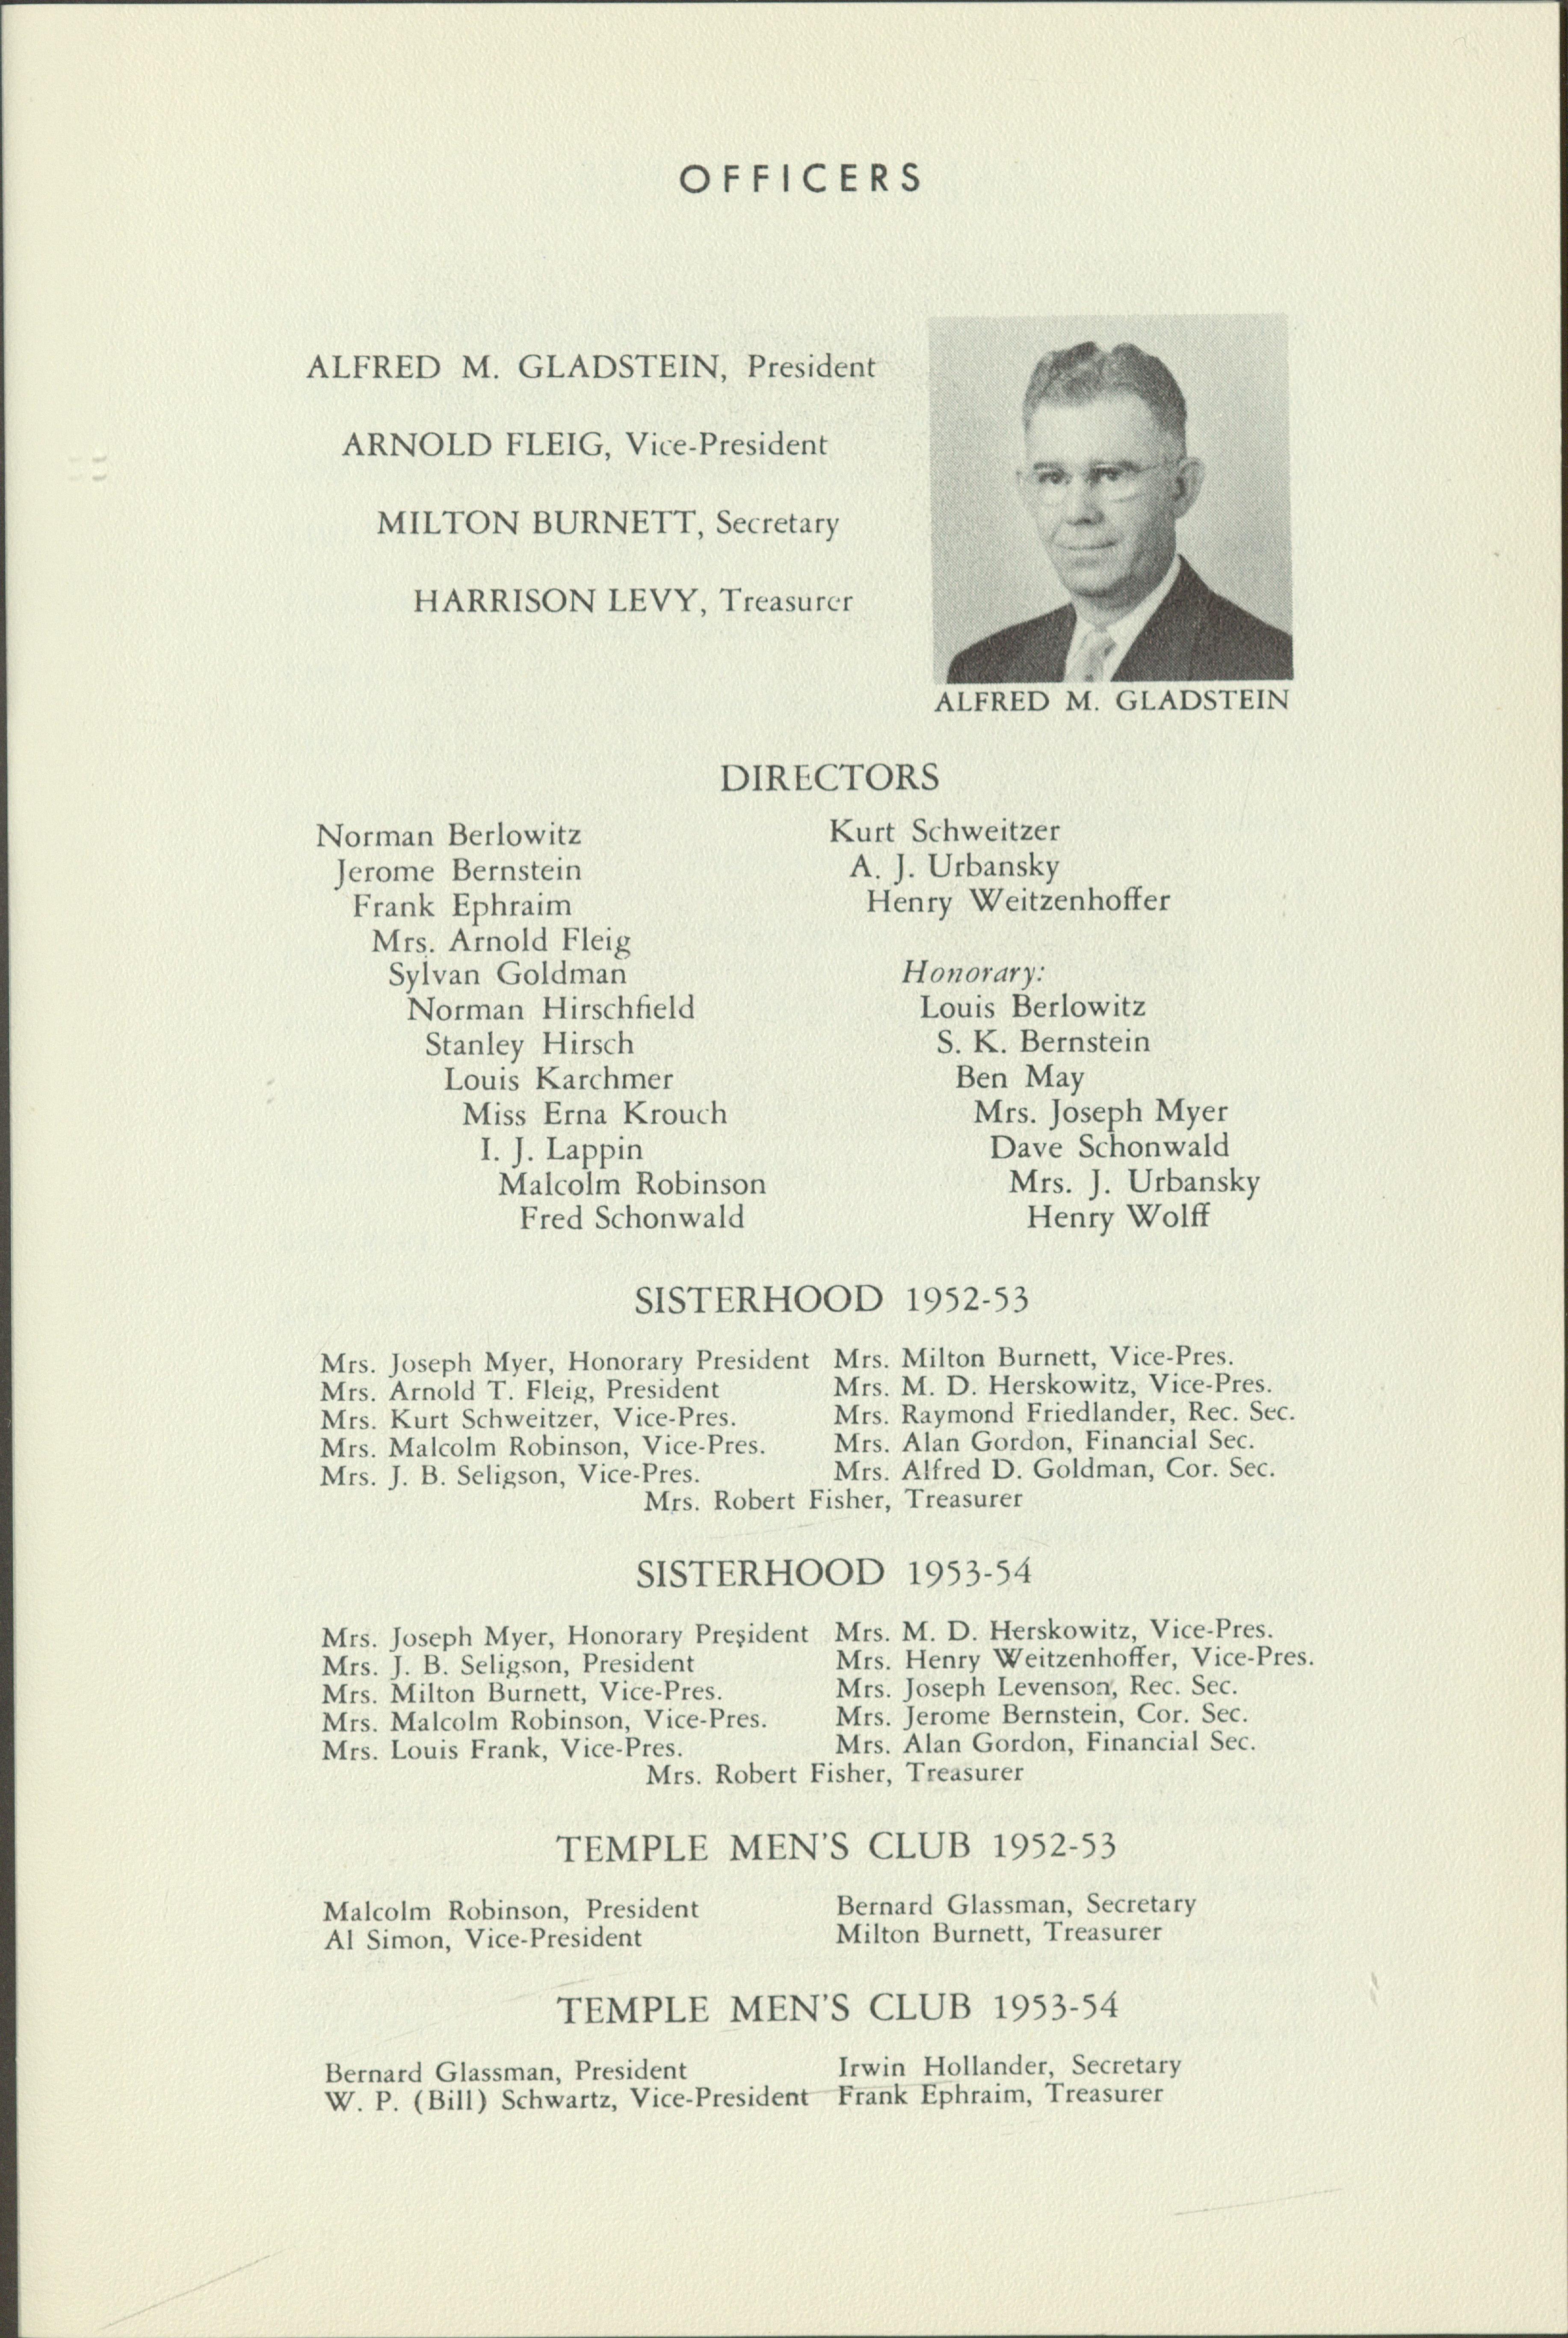 OFFICERS
ALFRED M. GLADSTEIN, President
ARNOLD FLEIG, Vice-President
MILTON BURNETT, Secretary
HARRISON LEVY, Treasurer
ALFRED M. GLADSTEIN
DIRECTORS
Norman Berlowitz
Jerome Bernstein
Frank Ephraim
Mrs. Arnold Fleig
Sylvan Goldman
Norman Hirschfield
Stanley Hirsch
Louis Karchmer
Miss Erna Krouch
I. J. Lappin
Malcolm Robinson
Fred Schonwald
Kurt Schweitzer
A. J. Urbansky
Henry Weitzenhoffer
Honorary:
Louis Berlowitz
S. K. Bernstein
Ben May
Mrs. Joseph Myer
Dave Schonwald
Mrs. J. Urbansky
Henry Wolff
SISTERHOOD 1952-53
Mrs. Joseph Myer, Honorary President
Mrs. Arnold T. Fleig, President
Mrs. Kurt Schweitzer, Vice-Pres.
Mrs. Malcolm Robinson, Vice-Pres.
Mrs. J. B. Seligson, Vice-Pres.
Mrs. Milton Burnett, Vice-Pres.
Mrs. M. D. Herskowitz, Vice-Pres.
Mrs. Raymond Friedlander, Rec. Sec.
Mrs. Alan Gordon, Financial Sec.
Mrs. Alfred D. Goldman, Cor. Sec.
Mrs. Robert Fisher, Treasurer
SISTERHOOD 1953-54
Mrs. Joseph Myer, Honorary President
Mrs. J. B. Seligson, President
Mrs. Milton Burnett, Vice-Pres.
Mrs. Malcolm Robinson, Vice-Pres.
Mrs. Louis Frank, Vice-Pres.
Mrs. M. D. Herskowitz, Vice-Pres.
Mrs. Henry Weitzenhoffer, Vice-Pres.
Mrs. Joseph Levenson, Rec. Sec.
Mrs. Jerome Bernstein, Cor. Sec.
Mrs. Alan Gordon, Financial Sec.
Mrs. Robert Fisher, Treasurer
TEMPLE MEN'S CLUB 1952-53
Malcolm Robinson, President
Al Simon, Vice-President
Bernard Glassman, Secretary
Milton Burnett, Treasurer
TEMPLE MEN'S CLUB 1953-54
Bernard Glassman, President
W. P. (Bill) Schwartz, Vice-President
Irwin Hollander, Secretary
Frank Ephraim, Treasurer